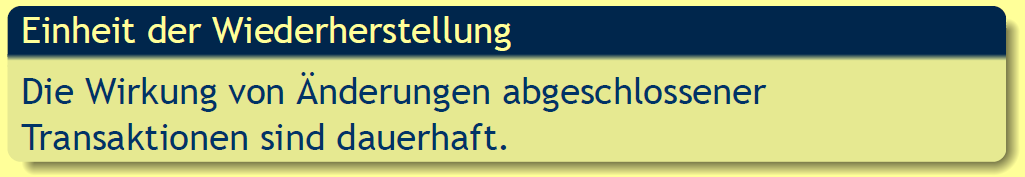 Einheit der Wiederherstellung
Die Wirkung von Änderungen abgeschlossener
Transaktionen sind dauerhaft.